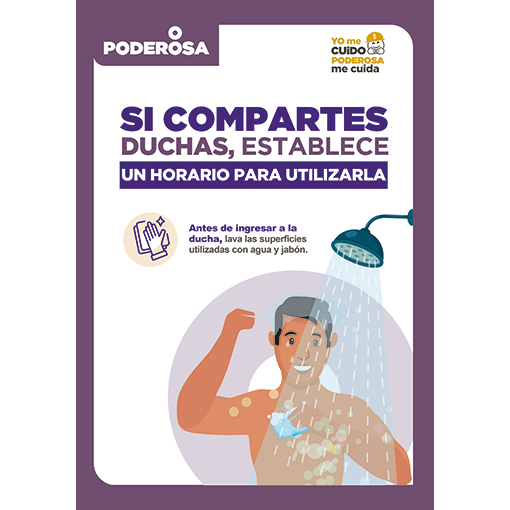 PODEROSA
YO me
CUIDO
PODEROSA
me cuida
SI COMPARTES
DUCHAS, ESTABLECE
UN HORARIO PARA UTILIZARLA
Antes de ingresar a la
ducha, lava las superficies
utilizadas con agua y jabón.